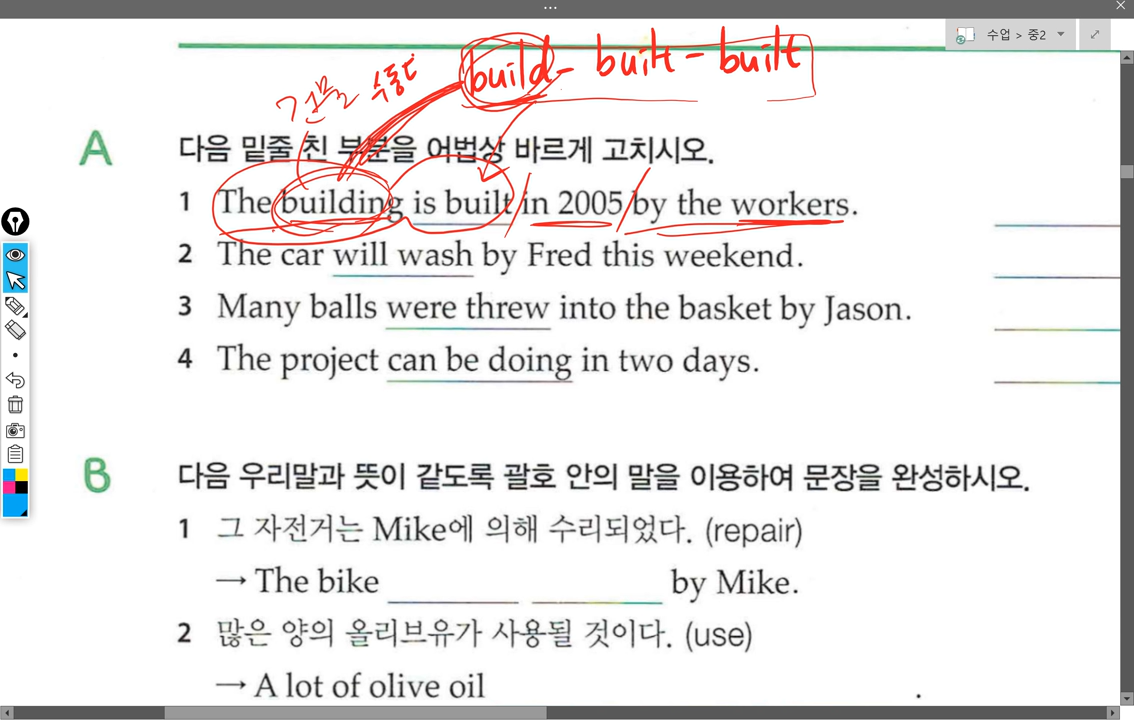 수업 > 중2
build - built - built
건물 수동
A 다음 밑줄 친 부분을 어법상 바르게 고치시오.
1 The building is built in 2005 by the workers.
2 The car will wash by Fred this weekend.
3 Many balls were threw into the basket by Jason.
4 The project can be doing in two days.
B 다음 우리말과 뜻이 같도록 괄호 안의 말을 이용하여 문장을 완성하시오.
1 그 자전거는 Mike에 의해 수리되었다. (repair)
→ The bike by Mike.
2 많은 양의 올리브유가 사용될 것이다. (use)
→ A lot of olive oil .